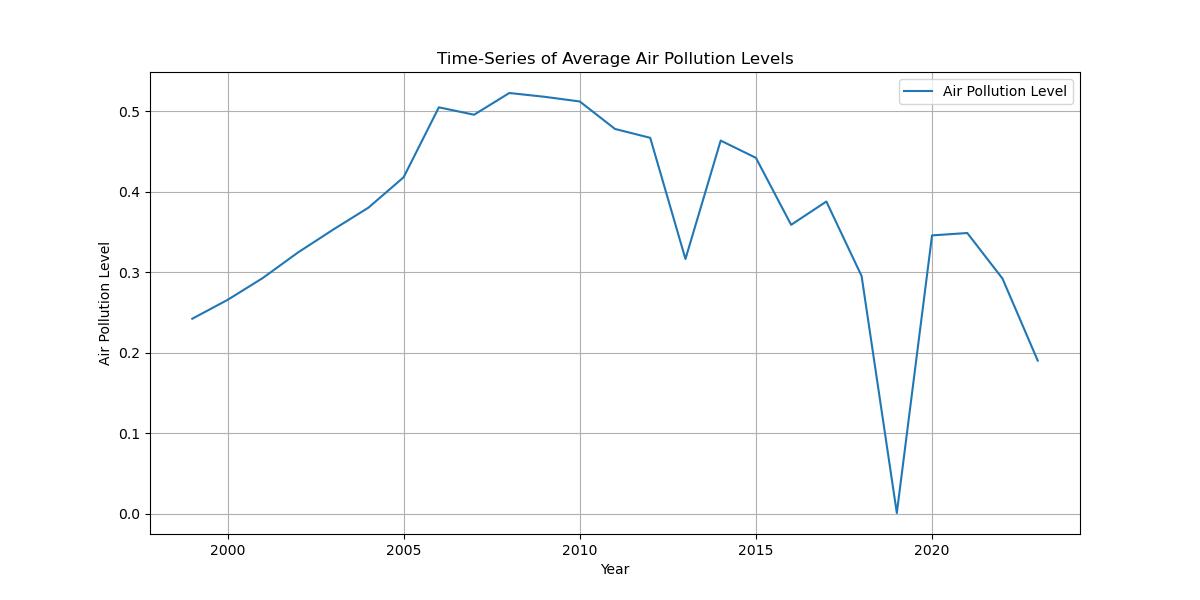 Time-Series of Average Air Pollution Levels
Air Pollution Level
Air Pollution Level
0.5
0.4
0.3
0.2
0.1
0.0
2000 2005 2010 2015 2020
Year